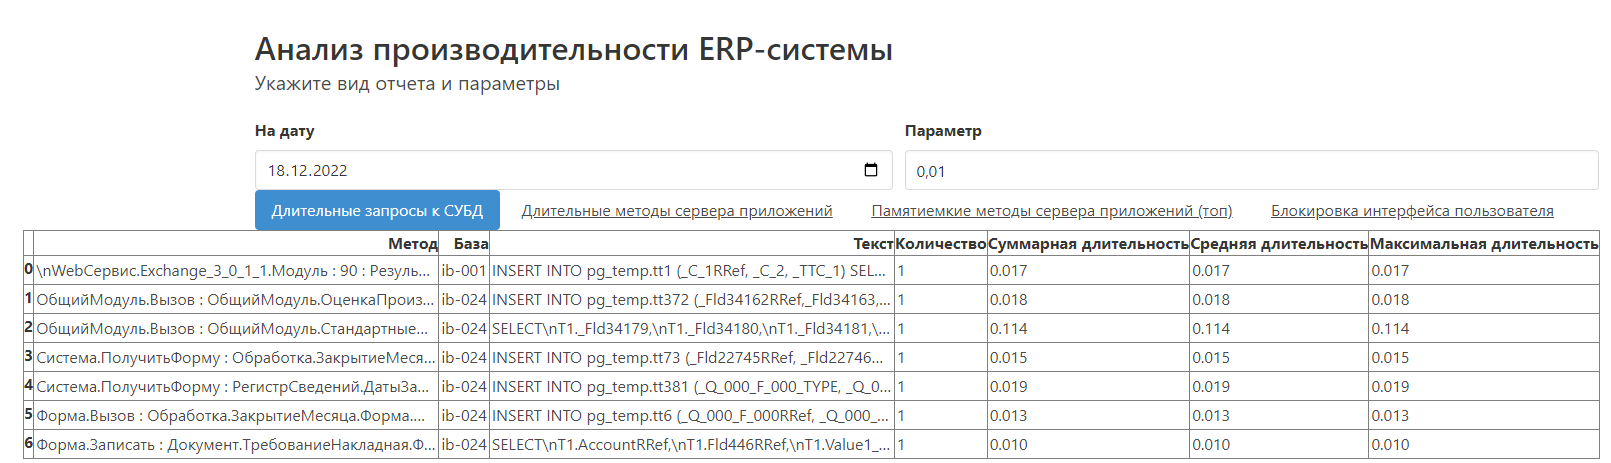 Анализ производительности ERP-системы
Укажите вид отчета и параметры
На дату Параметр
18.12.2022 0,01
Длительные запросы к СУБД Длительные методы сервера приложений Памятиемкие методы сервера приложений (топ) Блокировка интерфейса пользователя
Метод База Текст Количество Суммарная длительность Средняя длительность Максимальная длительность
0 \nWebСервис.Exchange_3_0_1_1.Модуль : 90 : Резуль... ib-001 INSERT INTO pg_temp.tt1 (_C_1RRef, _C_2, _TTC_1) SEL... 1 0.017 0.017 0.017
1 ОбщийМодуль.Вызов : ОбщийМодуль.ОценкаПроиз... ib-024 INSERT INTO pg_temp.tt372 (_Fld34162RRef,_Fld34163,... 1 0.018 0.018 0.018
2 ОбщийМодуль.Вызов : ОбщийМодуль.Стандартные... ib-024 SELECT\nT1._Fld34179,\nT1._Fld34180,\nT1._Fld34181,\... 1 0.114 0.114 0.114
3 Система.ПолучитьФорму : Обработка.ЗакрытиеМеся... ib-024 INSERT INTO pg_temp.tt73 (_Fld22745RRef, _Fld22746... 1 0.015 0.015 0.015
4 Система.ПолучитьФорму : РегистрСведений.ДатыЗа... ib-024 INSERT INTO pg_temp.tt381 (_Q_000_F_000_TYPE, _Q_0... 1 0.019 0.019 0.019
5 Форма.Вызов : Обработка.ЗакрытиеМесяца.Форма.... ib-024 INSERT INTO pg_temp.tt6 (_Q_000_F_000RRef, _Q_000_... 1 0.013 0.013 0.013
6 Форма.Записать : Документ.ТребованиеНакладная.Ф... ib-024 SELECT\nT1.AccountRRef,\nT1.Fld446RRef,\nT1.Value1_... 1 0.010 0.010 0.010